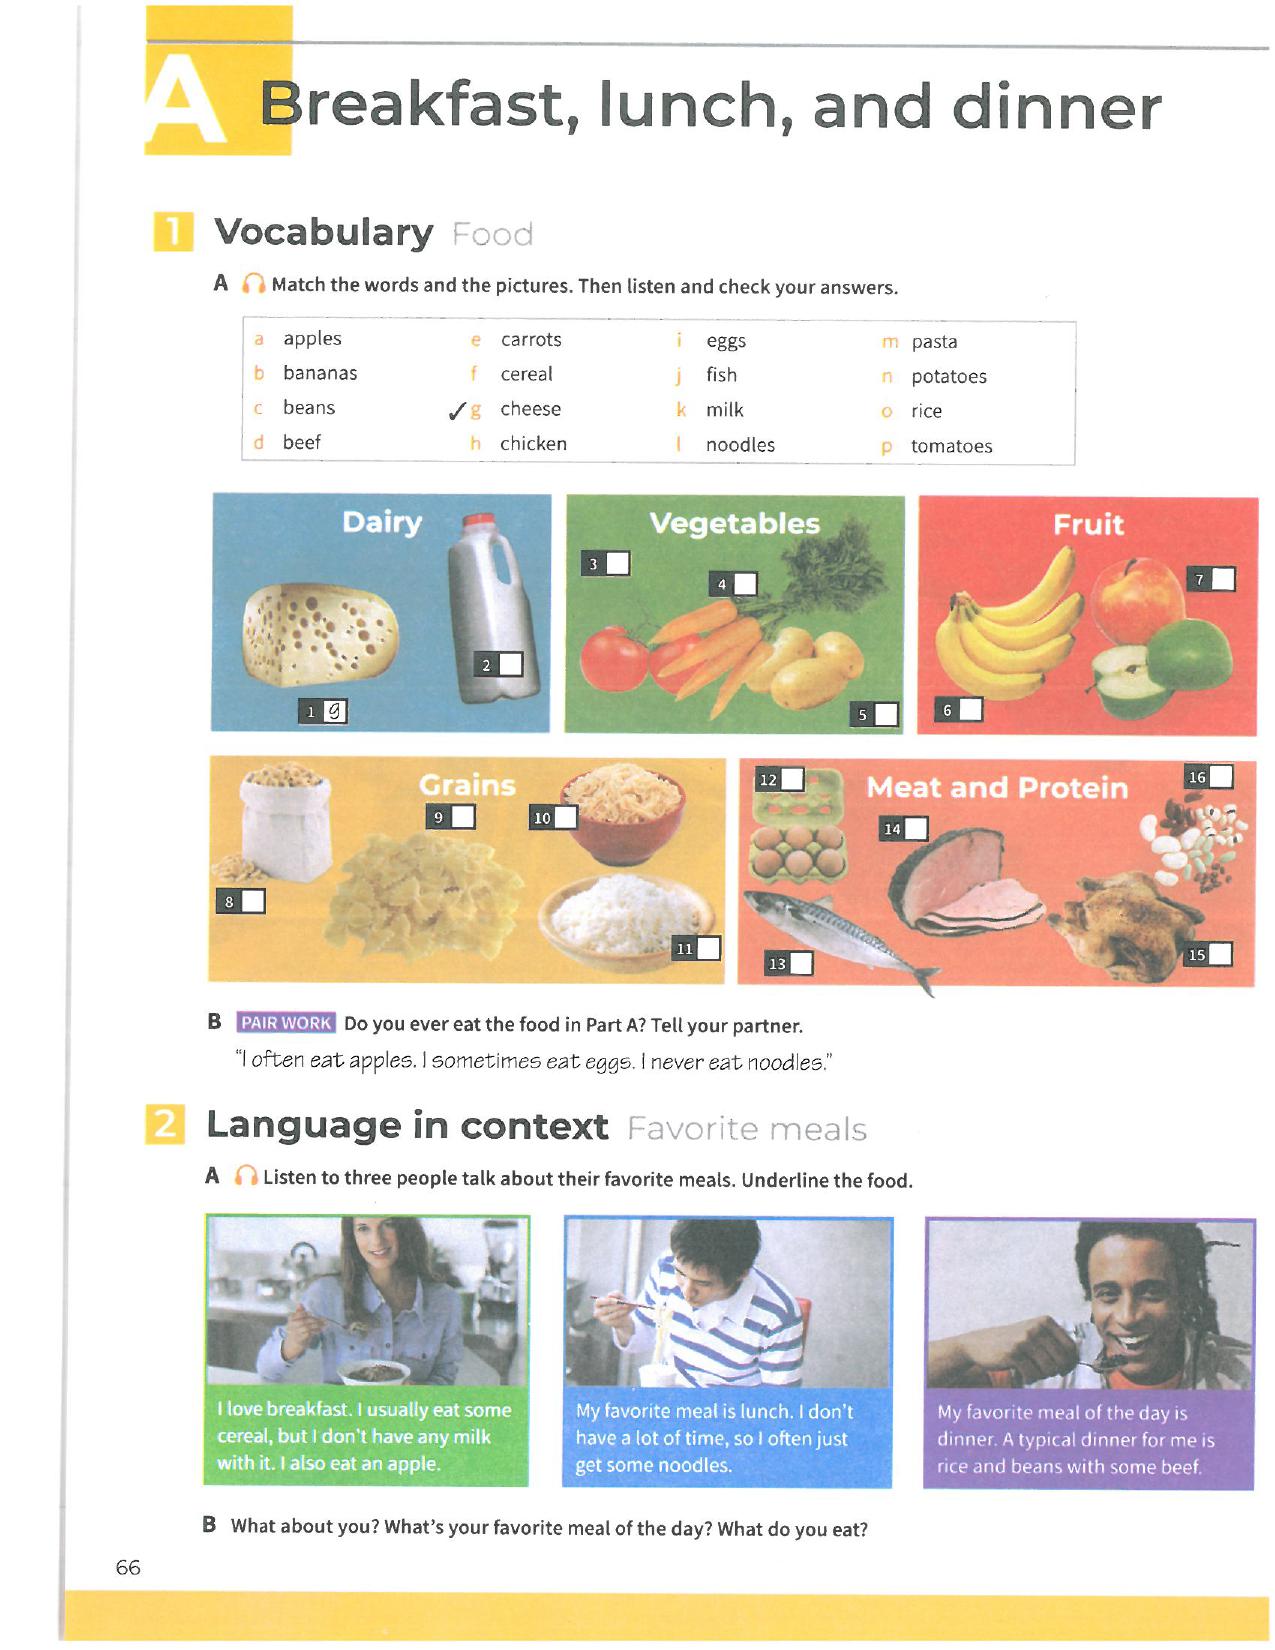 A Breakfast, lunch, and dinner
1 Vocabulary Food
A Match the words and the pictures. Then listen and check your answers.
a apples e carrots i eggs m pasta
b bananas f cereal j fish n potatoes
c beans ✓ g cheese k milk o rice
d beef h chicken l noodles p tomatoes
Dairy
1 g
2
Vegetables
3
4
5
Fruit
6
7
Grains
8
9
10
11
Meat and Protein
12
13
14
15
16
B PAIR WORK Do you ever eat the food in Part A? Tell your partner.
"I often eat apples. I sometimes eat eggs. I never eat noodles."
2 Language in context Favorite meals
A Listen to three people talk about their favorite meals. Underline the food.
I love breakfast. I usually eat some
cereal, but I don't have any milk
with it. I also eat an apple.
My favorite meal is lunch. I don't
have a lot of time, so I often just
get some noodles.
My favorite meal of the day is
dinner. A typical dinner for me is
rice and beans with some beef.
B What about you? What's your favorite meal of the day? What do you eat?
66